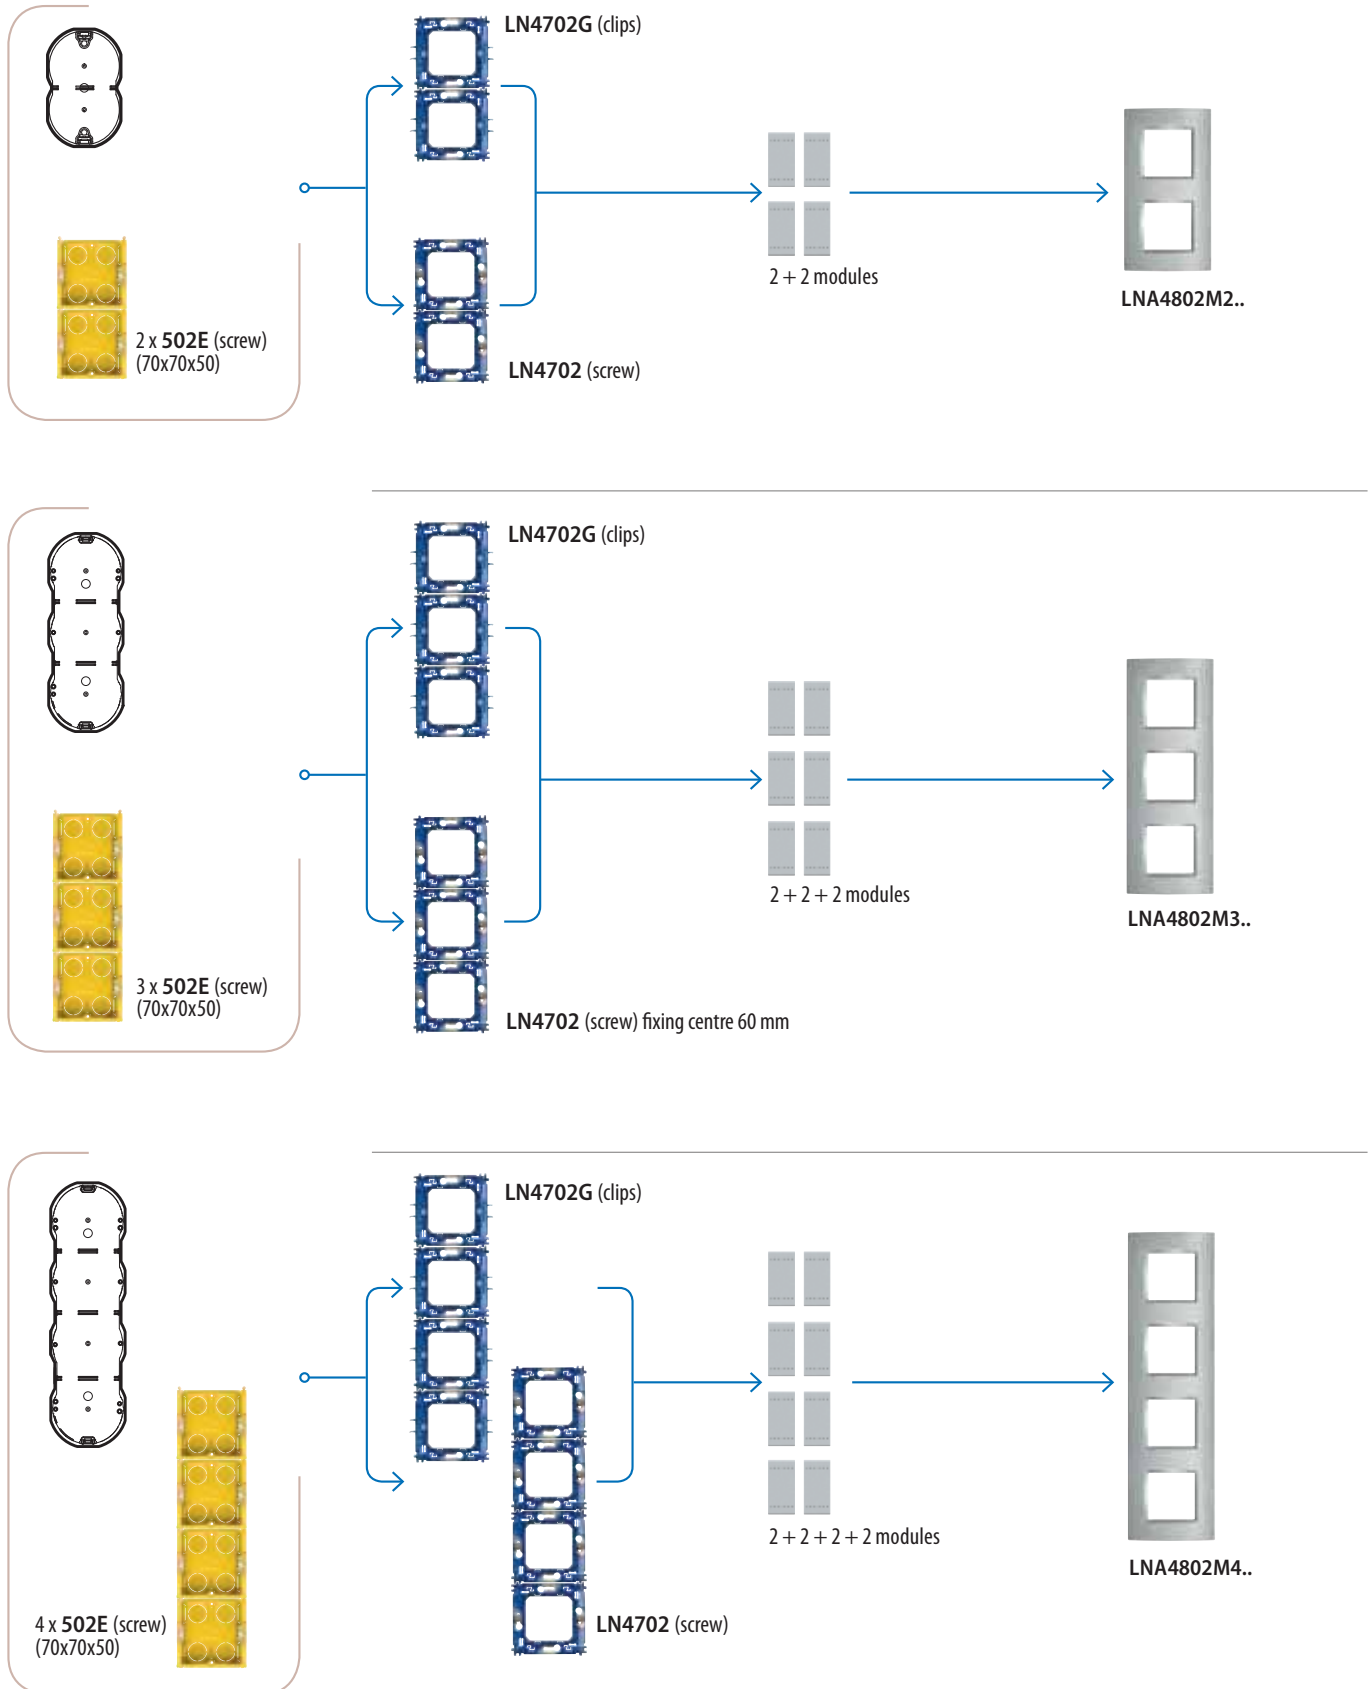 LN4702G (clips)
2 x 502E (screw)
(70x70x50)
LN4702 (screw)
2 + 2 modules
LNA4802M2..
LN4702G (clips)
3 x 502E (screw)
(70x70x50)
LN4702 (screw) fixing centre 60 mm
2 + 2 + 2 modules
LNA4802M3..
LN4702G (clips)
4 x 502E (screw)
(70x70x50)
LN4702 (screw)
2 + 2 + 2 + 2 modules
LNA4802M4..